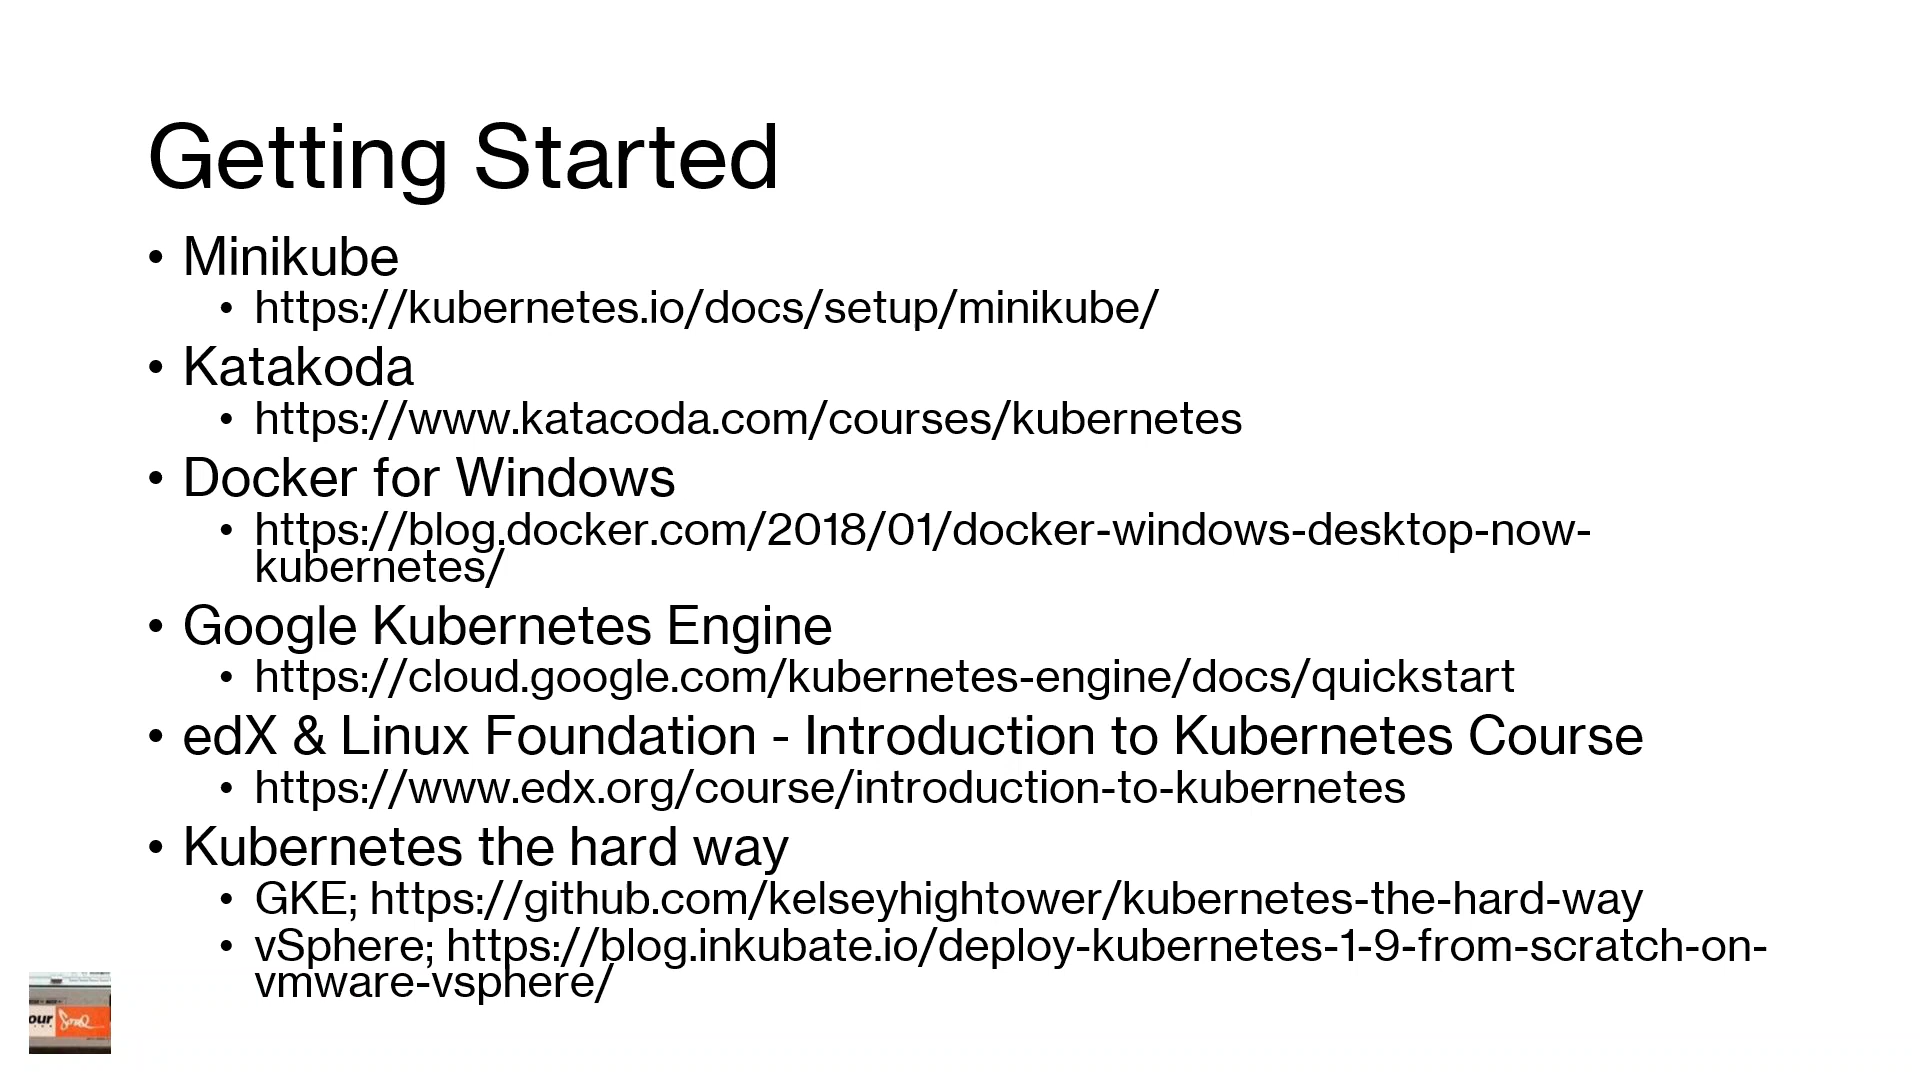 Getting Started
• Minikube
• https://kubernetes.io/docs/setup/minikube/
• Katakoda
• https://www.katacoda.com/courses/kubernetes
• Docker for Windows
• https://blog.docker.com/2018/01/docker-windows-desktop-now-
kubernetes/
• Google Kubernetes Engine
• https://cloud.google.com/kubernetes-engine/docs/quickstart
• edX & Linux Foundation - Introduction to Kubernetes Course
• https://www.edx.org/course/introduction-to-kubernetes
• Kubernetes the hard way
• GKE; https://github.com/kelseyhightower/kubernetes-the-hard-way
• vSphere; https://blog.inkubate.io/deploy-kubernetes-1-9-from-scratch-on-
vmware-vsphere/
our